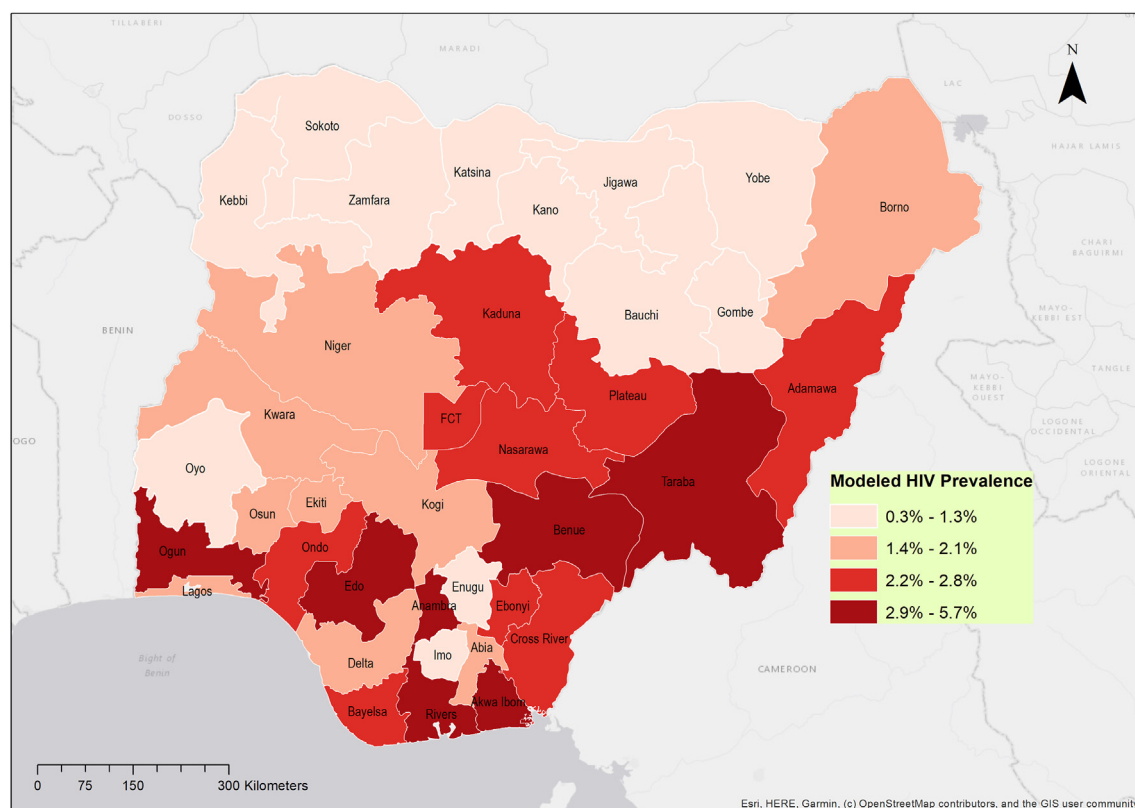 TILLABÉRI
MARADI
N
LAC
DOSSO
HAJAR LAMIS
Sokoto
Katsina
Jigawa
Yobe
Kebbi
Zamfara
Kano
Borno
CHARI
BAGUIRMI
Kaduna
Bauchi
Gombe
MAYO-
KEBBI EST
BENIN
Niger
TANGLE
MAYO-
KEBBI
OUEST
Plateau
Adamawa
Kwara
FCT
LOGONE
OCCIDENTAL
OGO
Nasarawa
LOGONE
ORIENTAL
Oyo
Taraba
Modeled HIV Prevalence
0.3% - 1.3%
1.4% - 2.1%
2.2% - 2.8%
2.9% - 5.7%
Ekiti
Kogi
Osun
Benue
Ogun
Ondo
Edo
Enugu
Lagos
Anambra
Ebonyi
Cross River
Imo
Abia
Delta
Bight of
Benin
CAMEROON
Akwa Ibom
Bayelsa
Rivers
0 75 150 300 Kilometers
Esri, HERE, Garmin, (c) OpenStreetMap contributors, and the GIS user community